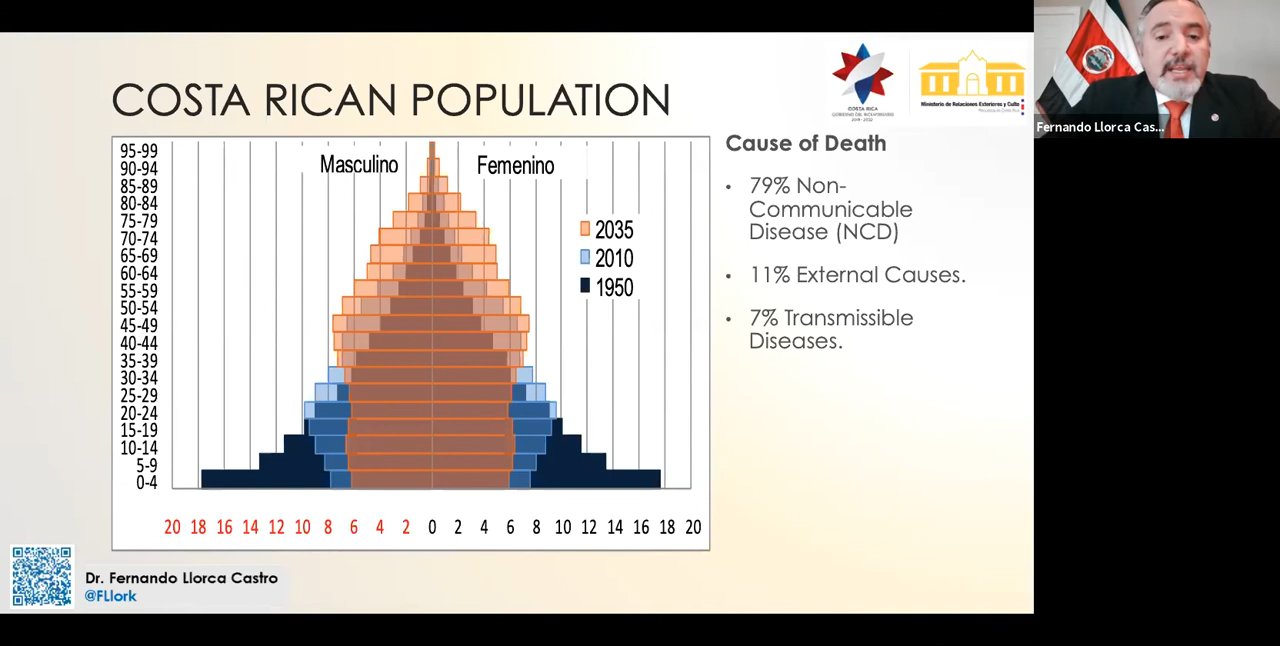 COSTA RICAN POPULATION
COSTA RICA
Ministerio de Relaciones Exteriores y Culto
Fernando Llorca Cas...
Masculino
Femenino
95-99
90-94
85-89
80-84
75-79
70-74
65-69
60-64
55-59
50-54
45-49
40-44
35-39
30-34
25-29
20-24
15-19
10-14
5-9
0-4
2035
2010
1950
20 18 16 14 12 10 8 6 4 2 0 2 4 6 8 10 12 14 16 18 20
Cause of Death
• 79% Non-
Communicable
Disease (NCD)
• 11% External Causes.
• 7% Transmissible
Diseases.
Dr. Fernando Llorca Castro
@FLlork